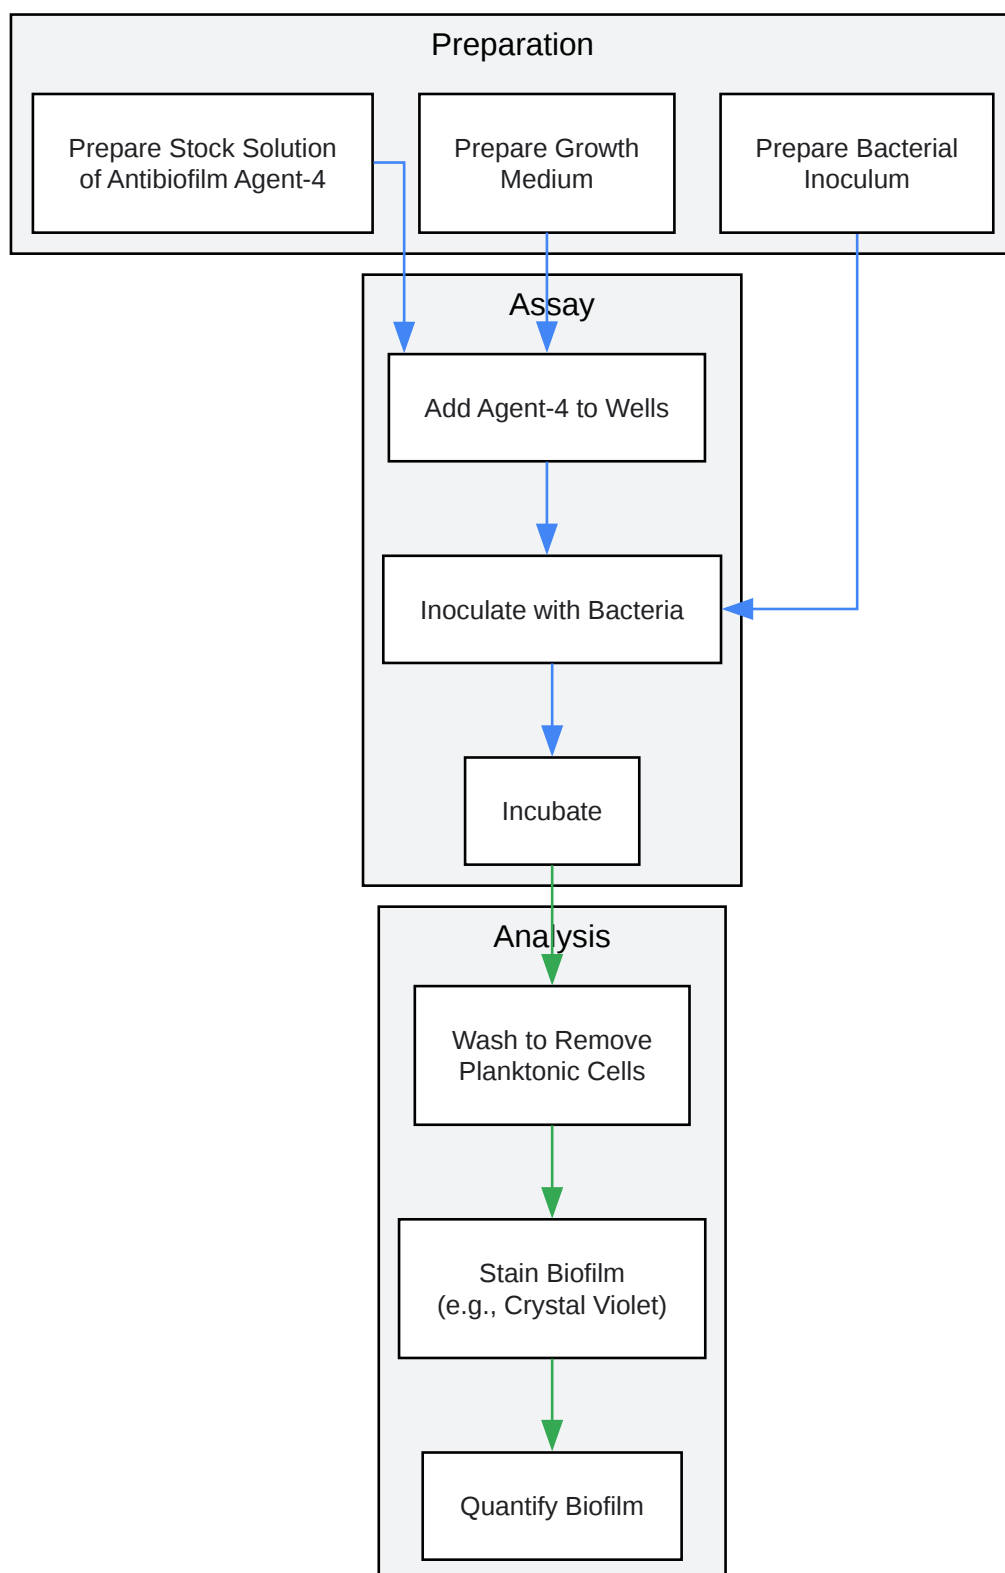 Preparation
Prepare Stock Solution
of Antibiofilm Agent-4
Prepare Growth
Medium
Prepare Bacterial
Inoculum
Assay
Add Agent-4 to Wells
Inoculate with Bacteria
Incubate
Analysis
Wash to Remove
Planktonic Cells
Stain Biofilm
(e.g., Crystal Violet)
Quantify Biofilm